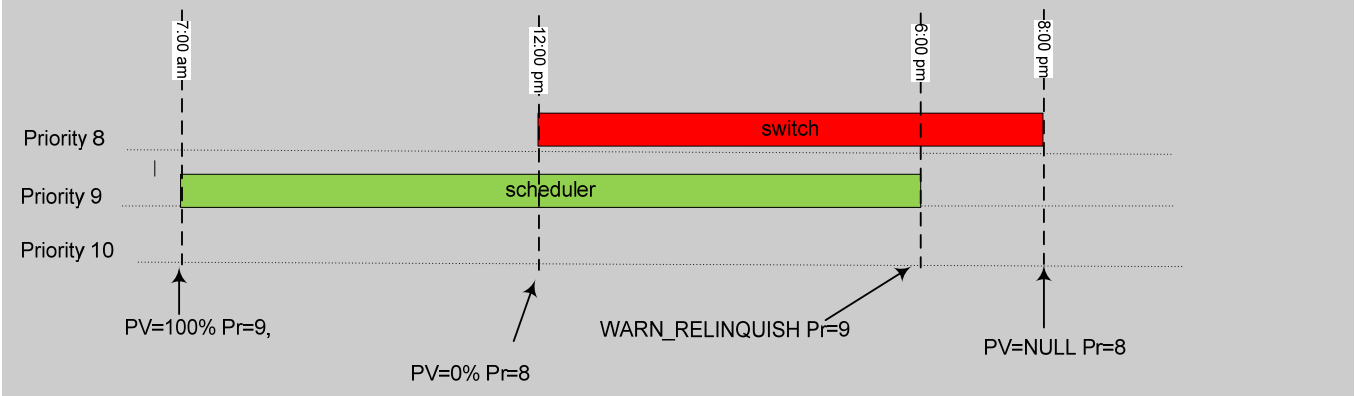 7:00 am
12:00 pm
6:00 pm
8:00 pm
switch
Priority 8
scheduler
Priority 9
Priority 10
PV=100% Pr=9,
WARN_RELINQUISH Pr=9
PV=NULL Pr=8
PV=0% Pr=8